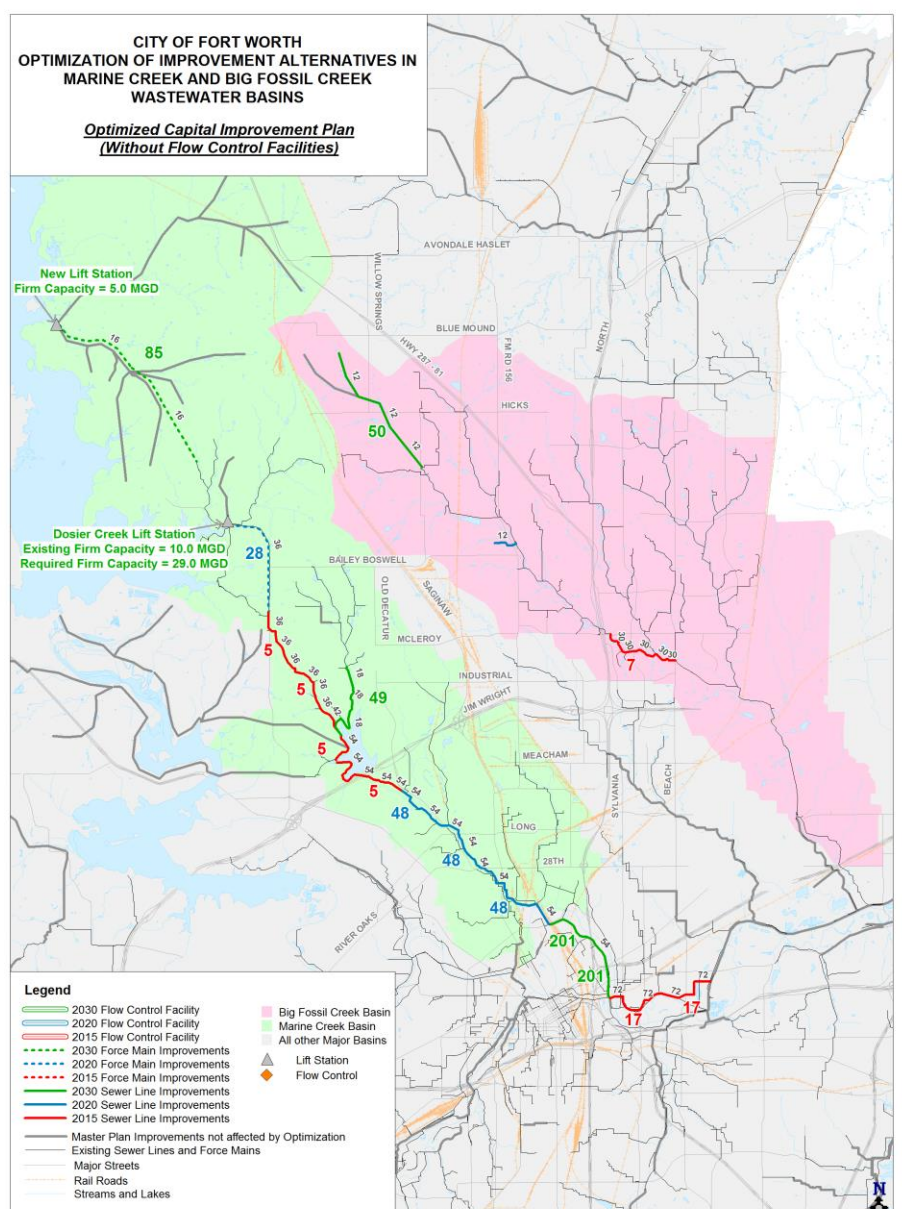 CITY OF FORT WORTH
OPTIMIZATION OF IMPROVEMENT ALTERNATIVES IN
MARINE CREEK AND BIG FOSSIL CREEK
WASTEWATER BASINS
Optimized Capital Improvement Plan
(Without Flow Control Facilities)
AVONDALE HASLET
WILLOW SPRINGS
New Lift Station
Firm Capacity = 5.0 MGD
BLUE MOUND
HWY 287 - 81
FM RD 156
NORTH
16
85
16
12
12
12
50
HICKS
Dosier Creek Lift Station
Existing Firm Capacity = 10.0 MGD
Required Firm Capacity = 29.0 MGD
28
36
12
BAILEY BOSWELL
OLD DECATUR
SAGINAW
MCLEROY
36
5
36
36
5
36
36
36
42
18
18
18
49
30
30
30
30
30
7
INDUSTRIAL
JIM WRIGHT
54
5
54
54
54
54
5
54
54
MEACHAM
SYLVANIA
BEACH
48
54
54
LONG
48
54
54
28TH
54
48
54
RIVER OAKS
201
54
201
72
72
72
72
17
17
Legend
2030 Flow Control Facility
2020 Flow Control Facility
2015 Flow Control Facility
2030 Force Main Improvements
2020 Force Main Improvements
2015 Force Main Improvements
2030 Sewer Line Improvements
2020 Sewer Line Improvements
2015 Sewer Line Improvements
Master Plan Improvements not affected by Optimization
Existing Sewer Lines and Force Mains
Major Streets
Rail Roads
Streams and Lakes
Big Fossil Creek Basin
Marine Creek Basin
All other Major Basins
Lift Station
Flow Control
N